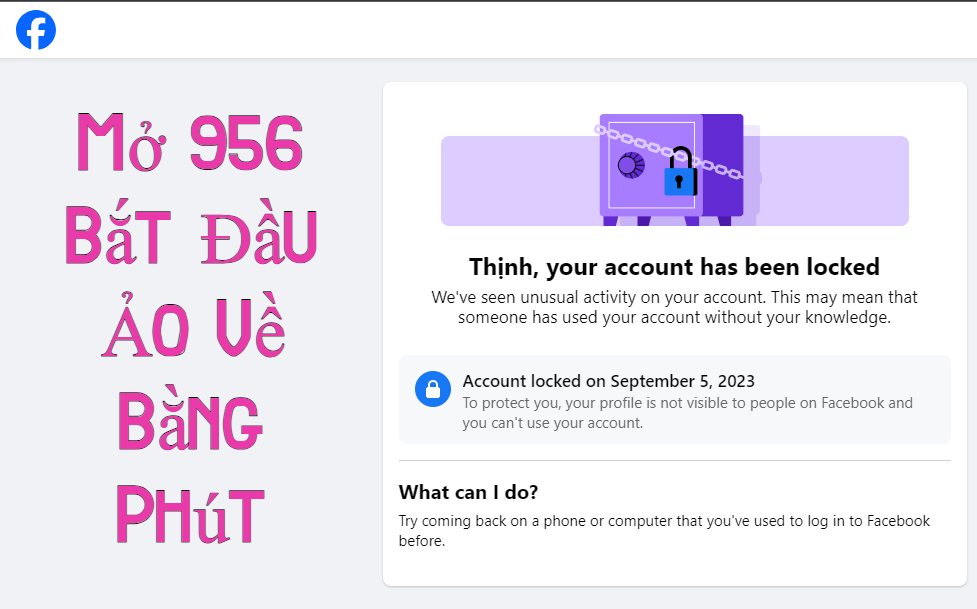 Mở 956
Bắt Đầu
Ảo Về
Bằng
Phút
Thịnh, your account has been locked
We've seen unusual activity on your account. This may mean that
someone has used your account without your knowledge.
Account locked on September 5, 2023
To protect you, your profile is not visible to people on Facebook and
you can't use your account.
What can I do?
Try coming back on a phone or computer that you've used to log in to Facebook
before.